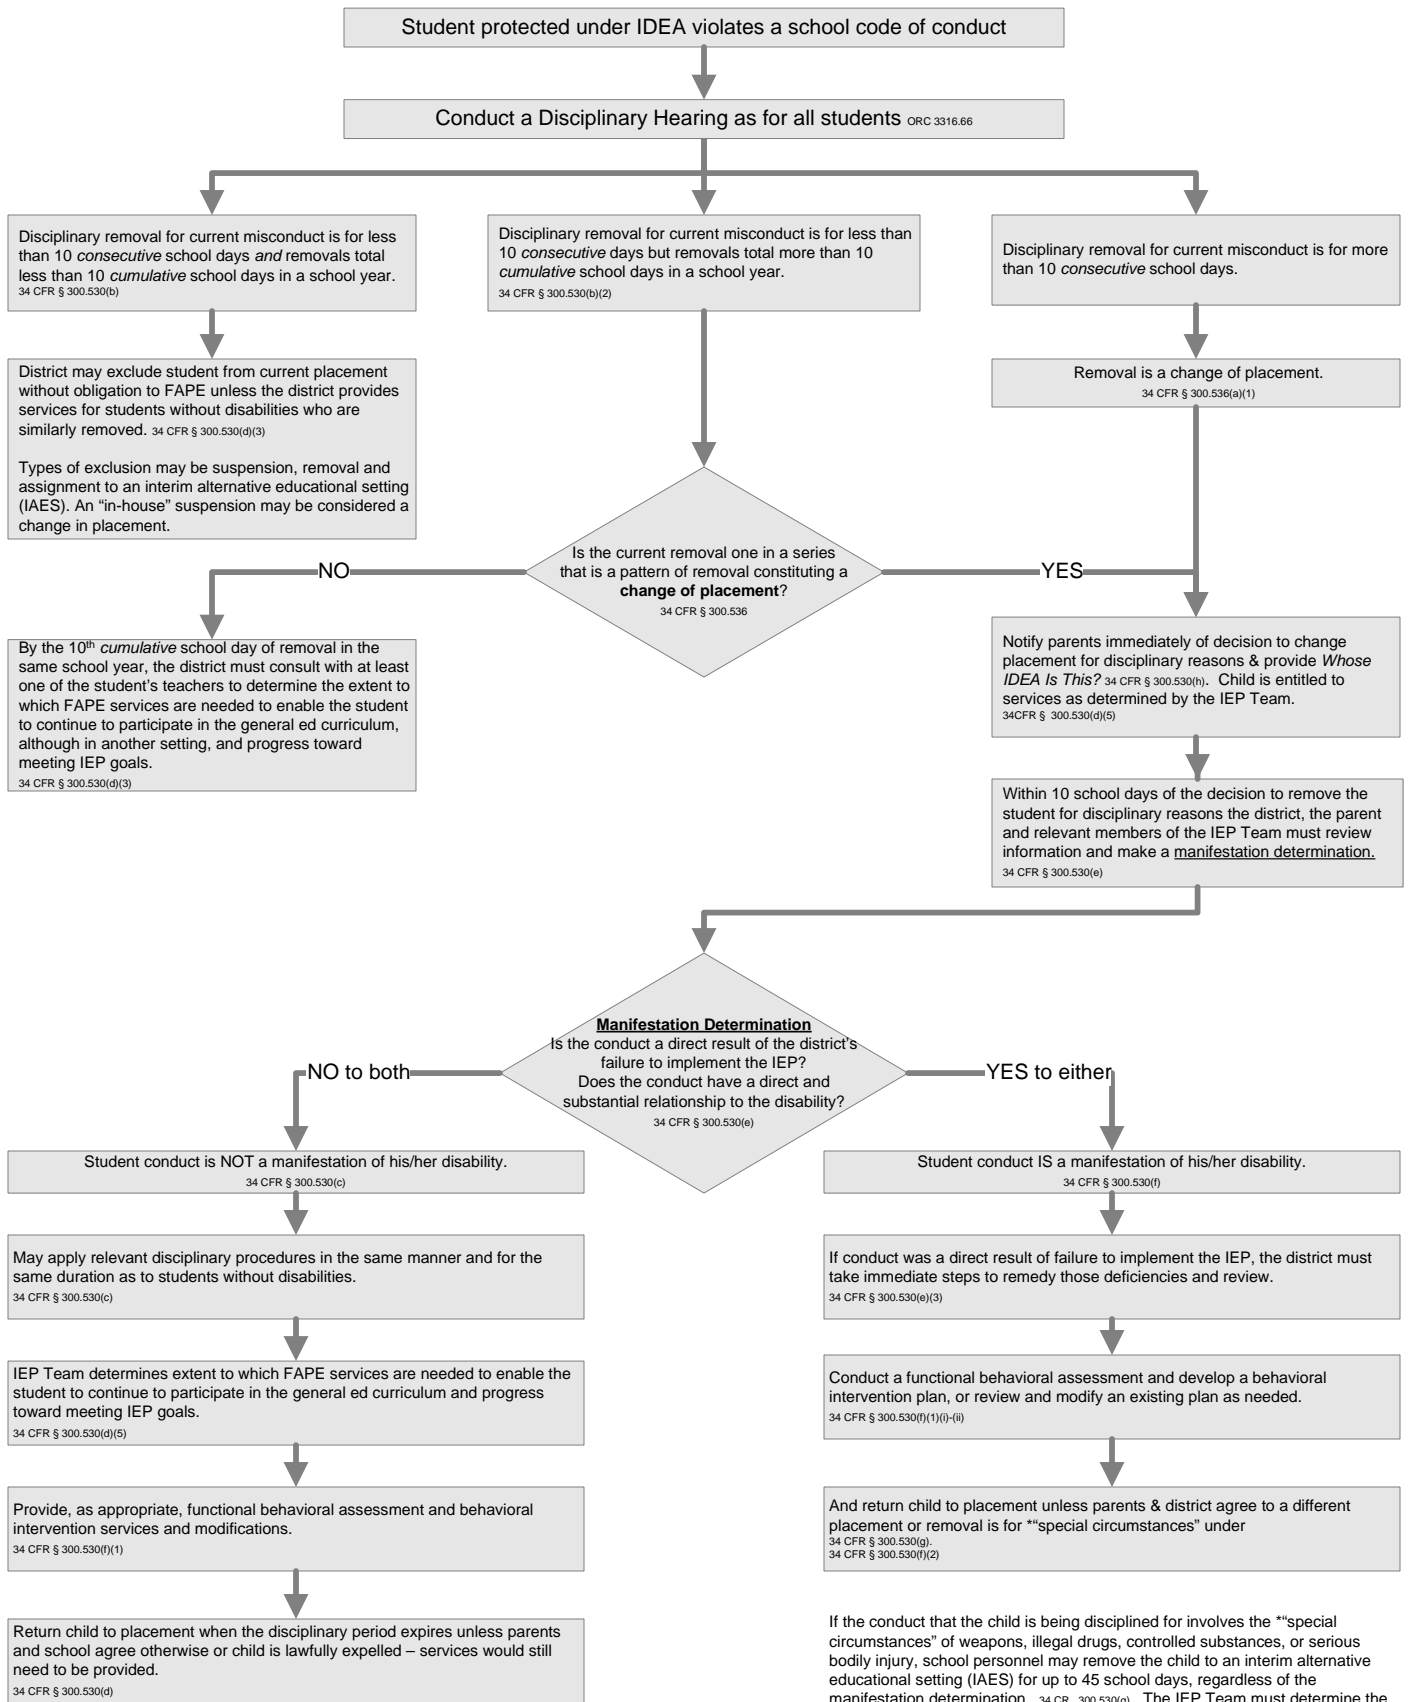 Student protected under IDEA violates a school code of conduct
Conduct a Disciplinary Hearing as for all students ORC 3316.66
Disciplinary removal for current misconduct is for less
than 10 consecutive school days and removals total
less than 10 cumulative school days in a school year.
34 CFR § 300.530(b)
Disciplinary removal for current misconduct is for less than
10 consecutive days but removals total more than 10
cumulative school days in a school year.
34 CFR § 300.530(b)(2)
Disciplinary removal for current misconduct is for more
than 10 consecutive school days.
District may exclude student from current placement
without obligation to FAPE unless the district provides
services for students without disabilities who are
similarly removed. 34 CFR § 300.530(d)(3)
Types of exclusion may be suspension, removal and
assignment to an interim alternative educational setting
(IAES). An “in-house” suspension may be considered a
change in placement.
Removal is a change of placement.
34 CFR § 300.536(a)(1)
Is the current removal one in a series
that is a pattern of removal constituting a
change of placement?
34 CFR § 300.536
NO
YES
By the 10th cumulative school day of removal in the
same school year, the district must consult with at least
one of the student’s teachers to determine the extent to
which FAPE services are needed to enable the student
to continue to participate in the general ed curriculum,
although in another setting, and progress toward
meeting IEP goals.
34 CFR § 300.530(d)(3)
Notify parents immediately of decision to change
placement for disciplinary reasons & provide Whose
IDEA Is This? 34 CFR § 300.530(h). Child is entitled to
services as determined by the IEP Team.
34CFR § 300.530(d)(5)
Within 10 school days of the decision to remove the
student for disciplinary reasons the district, the parent
and relevant members of the IEP Team must review
information and make a manifestation determination.
34 CFR § 300.530(e)
Manifestation Determination
Is the conduct a direct result of the district’s
failure to implement the IEP?
Does the conduct have a direct and
substantial relationship to the disability?
34 CFR § 300.530(e)
NO to both
YES to either
Student conduct is NOT a manifestation of his/her disability.
34 CFR § 300.530(c)
May apply relevant disciplinary procedures in the same manner and for the
same duration as to students without disabilities.
34 CFR § 300.530(c)
IEP Team determines extent to which FAPE services are needed to enable the
student to continue to participate in the general ed curriculum and progress
toward meeting IEP goals.
34 CFR § 300.530(d)(5)
Provide, as appropriate, functional behavioral assessment and behavioral
intervention services and modifications.
34 CFR § 300.530(f)(1)
Return child to placement when the disciplinary period expires unless parents
and school agree otherwise or child is lawfully expelled – services would still
need to be provided.
34 CFR § 300.530(d)
Student conduct IS a manifestation of his/her disability.
34 CFR § 300.530(f)
If conduct was a direct result of failure to implement the IEP, the district must
take immediate steps to remedy those deficiencies and review.
34 CFR § 300.530(e)(3)
Conduct a functional behavioral assessment and develop a behavioral
intervention plan, or review and modify an existing plan as needed.
34 CFR § 300.530(f)(1)(i)-(ii)
And return child to placement unless parents & district agree to a different
placement or removal is for *“special circumstances” under
34 CFR § 300.530(g).
34 CFR § 300.530(f)(2)
If the conduct that the child is being disciplined for involves the *“special
circumstances” of weapons, illegal drugs, controlled substances, or serious
bodily injury, school personnel may remove the child to an interim alternative
educational setting (IAES) for up to 45 school days, regardless of the
manifestation determination. 34 CR 300.530(g). The IEP Team must determine the